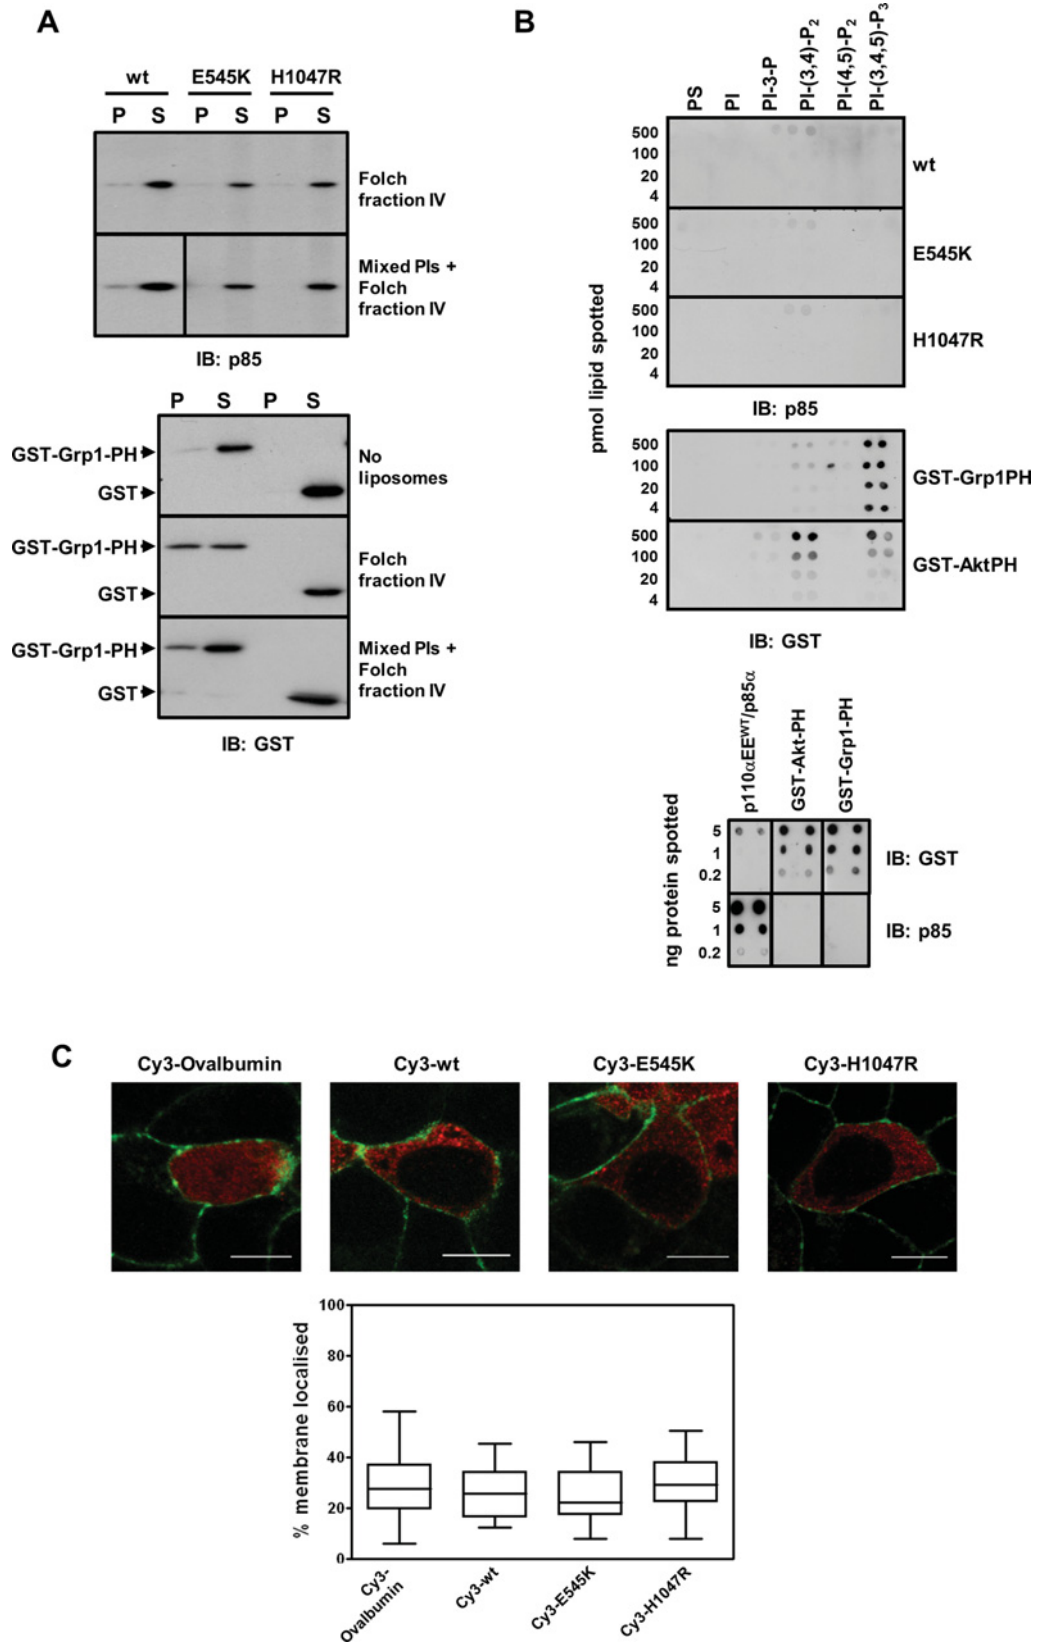 A
wt E545K H1047R
P S P S P S
Folch
fraction IV
Mixed PIs +
Folch
fraction IV
IB: p85
P S P S
GST-Grp1-PH
GST
No
liposomes
GST-Grp1-PH
GST
Folch
fraction IV
GST-Grp1-PH
GST
Mixed PIs +
Folch
fraction IV
IB: GST
B
PS
PI
PI-3-P
PI-(3,4)-P2
PI-(4,5)-P2
PI-(3,4,5)-P3
pmol lipid spotted
500
100
20
4
wt
500
100
20
4
E545K
500
100
20
4
H1047R
IB: p85
500
100
20
4
GST-Grp1PH
500
100
20
4
GST-AktPH
IB: GST
p110αEEWT/p85α
GST-Akt-PH
GST-Grp1-PH
ng protein spotted
5
1
0.2
IB: GST
5
1
0.2
IB: p85
C
Cy3-Ovalbumin Cy3-wt Cy3-E545K Cy3-H1047R
% membrane localised
100
80
60
40
20
0
Cy3-
Ovalbumin
Cy3-wt
Cy3-E545K
Cy3-H1047R